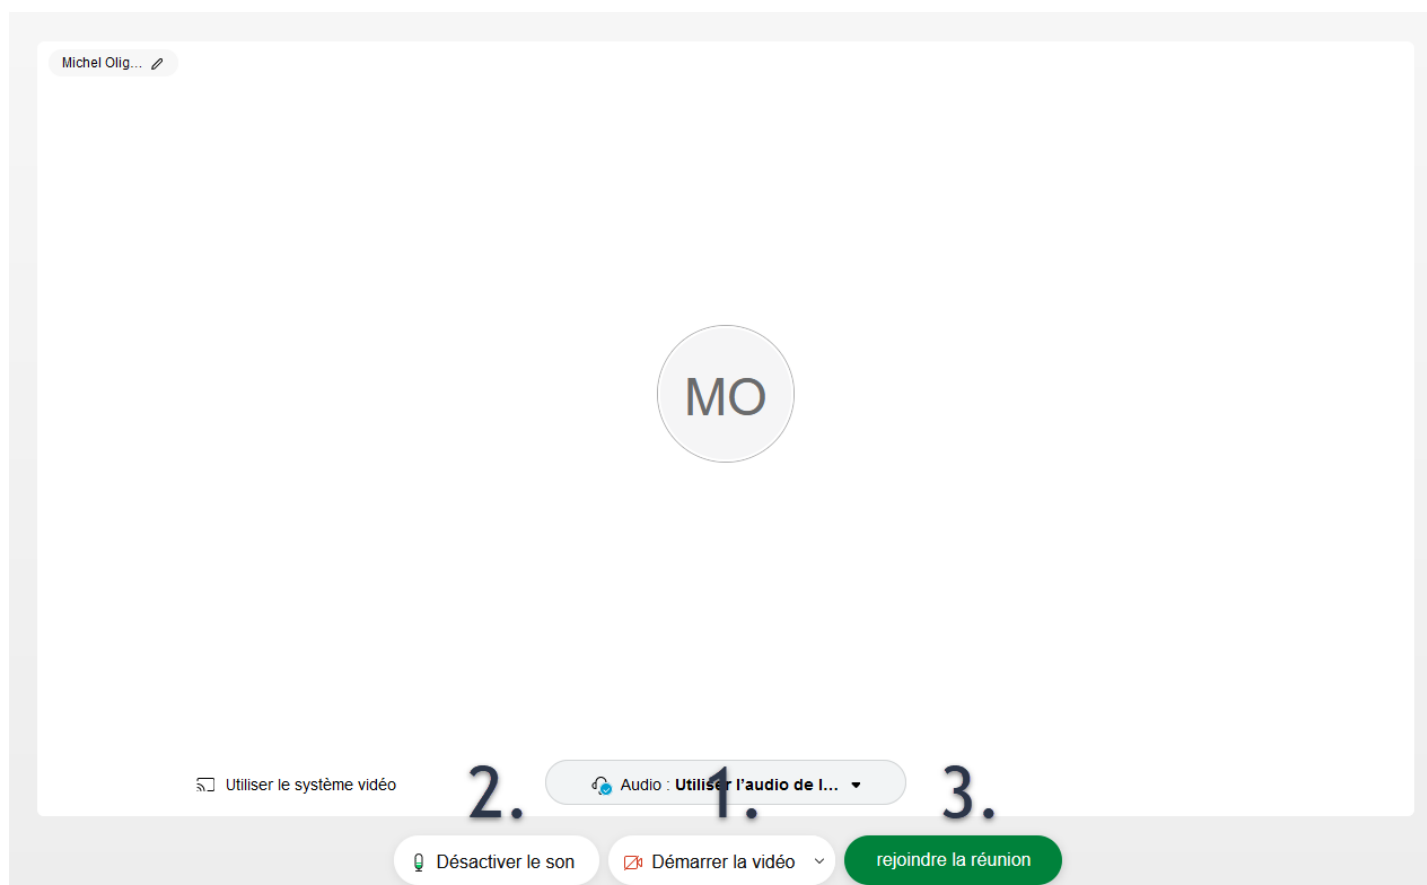 Michel Olig...
MO
Utiliser le système vidéo
2.
Audio : Utiliser l'audio de l...
1.
3.
Désactiver le son
Démarrer la vidéo
rejoindre la réunion